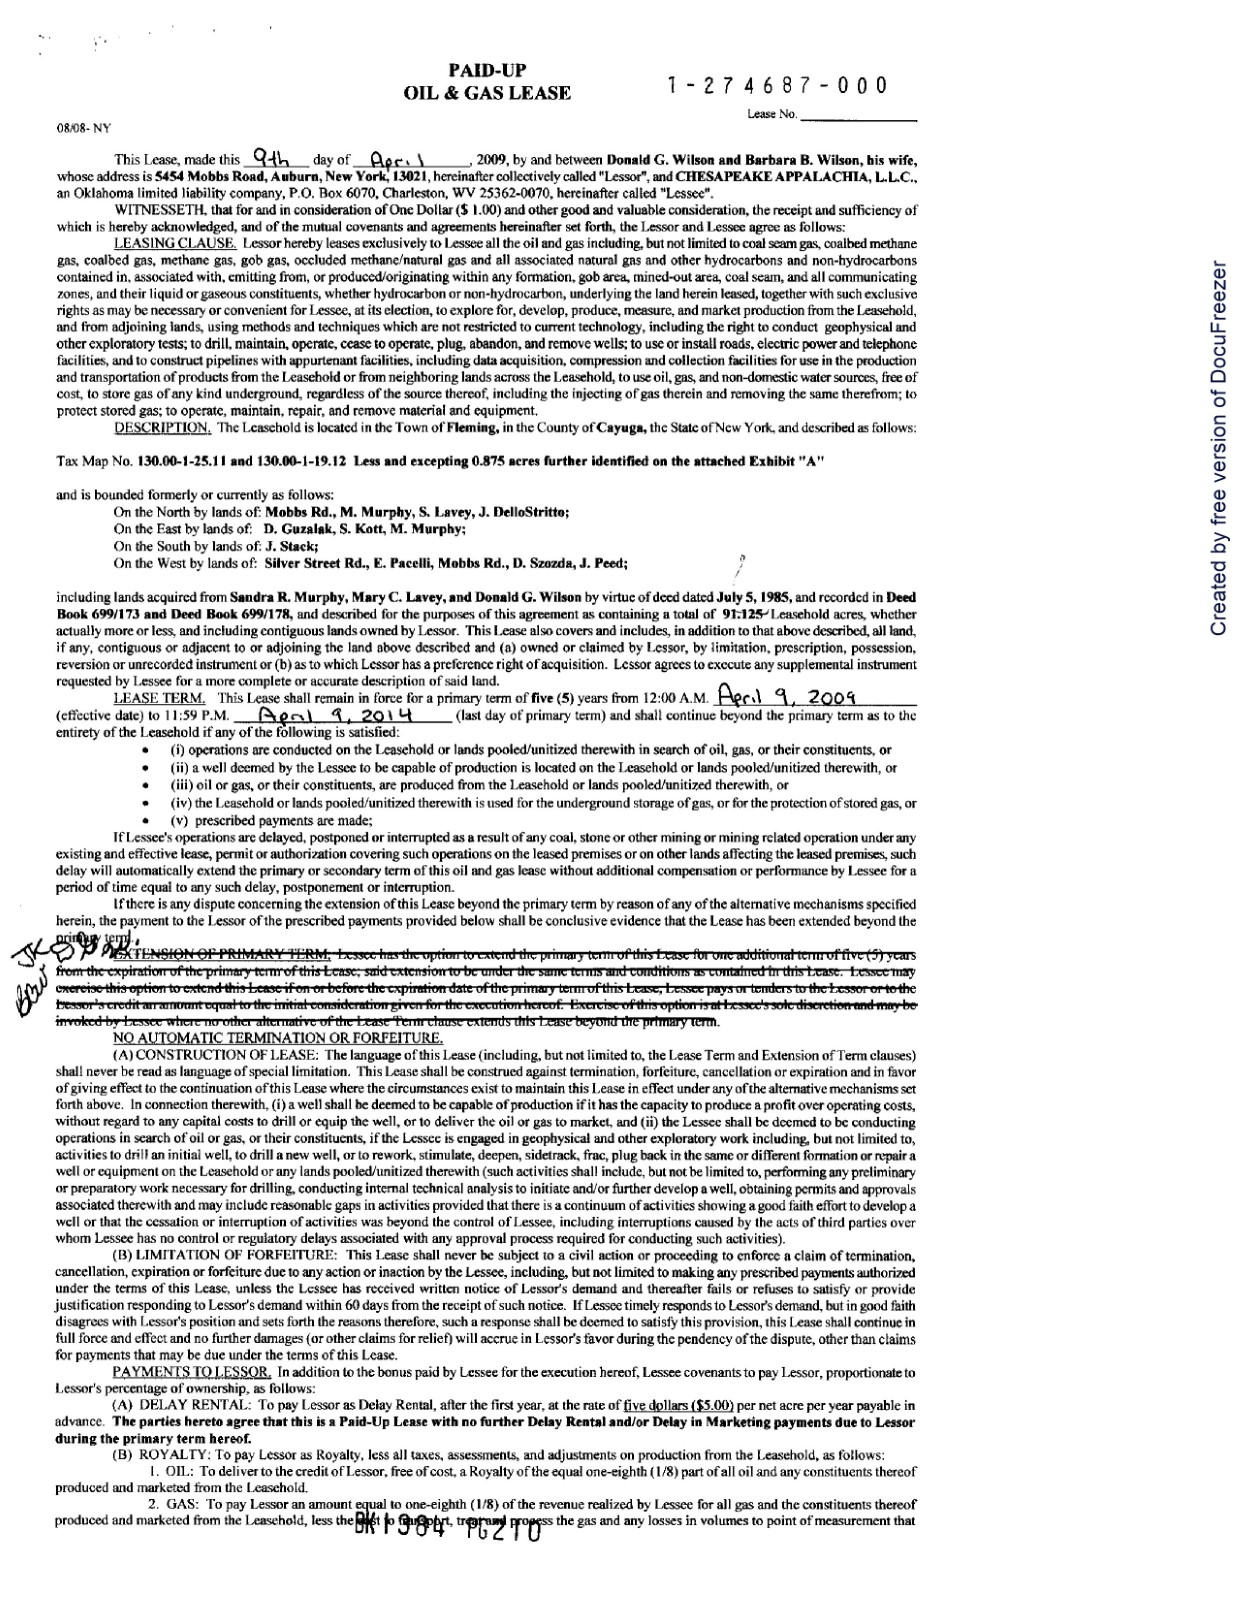 PAID-UP
OIL & GAS LEASE
1-274687-000
Lease No.
08/08- NY
This Lease, made this 9th day of April, 2009, by and between Donald G. Wilson and Barbara B. Wilson, his wife,
whose address is 5454 Mobbs Road, Auburn, New York, 13021, hereinafter collectively called "Lessor", and CHESAPEAKE APPALACHIA, L.L.C.,
an Oklahoma limited liability company, P.O. Box 6070, Charleston, WV 25362-0070, hereinafter called "Lessee".
WITNESSETH, that for and in consideration of One Dollar ($ 1.00) and other good and valuable consideration, the receipt and sufficiency of
which is hereby acknowledged, and of the mutual covenants and agreements hereinafter set forth, the Lessor and Lessee agree as follows:
LEASING CLAUSE. Lessor hereby leases exclusively to Lessee all the oil and gas including, but not limited to coal seam gas, coalbed methane
gas, coalbed gas, methane gas, gob gas, occluded methane/natural gas and all associated natural gas and other hydrocarbons and non-hydrocarbons
contained in, associated with, emitting from, or produced/originating within any formation, gob area, mined-out area, coal seam, and all communicating
zones, and their liquid or gaseous constituents, whether hydrocarbon or non-hydrocarbon, underlying the land herein leased, together with such exclusive
rights as may be necessary or convenient for Lessee, at its election, to explore for, develop, produce, measure, and market production from the Leasehold,
and from adjoining lands, using methods and techniques which are not restricted to current technology, including the right to conduct geophysical and
other exploratory tests; to drill, maintain, operate, cease to operate, plug, abandon, and remove wells; to use or install roads, electric power and telephone
facilities, and to construct pipelines with appurtenant facilities, including data acquisition, compression and collection facilities for use in the production
and transportation of products from the Leasehold or from neighboring lands across the Leasehold, to use oil, gas, and non-domestic water sources, free of
cost, to store gas of any kind underground, regardless of the source thereof, including the injecting of gas therein and removing the same therefrom; to
protect stored gas; to operate, maintain, repair, and remove material and equipment.
DESCRIPTION. The Leasehold is located in the Town of Fleming, in the County of Cayuga, the State of New York, and described as follows:
Tax Map No. 130.00-1-25.11 and 130.00-1-19.12 Less and excepting 0.875 acres further identified on the attached Exhibit "A"
and is bounded formerly or currently as follows:
On the North by lands of: Mobbs Rd., M. Murphy, S. Lavey, J. DelloStritto;
On the East by lands of: D. Guzalak, S. Kott, M. Murphy;
On the South by lands of: J. Stack;
On the West by lands of: Silver Street Rd., E. Pacelli, Mobbs Rd., D. Szozda, J. Peed;
including lands acquired from Sandra R. Murphy, Mary C. Lavey, and Donald G. Wilson by virtue of deed dated July 5, 1985, and recorded in Deed
Book 699/173 and Deed Book 699/178, and described for the purposes of this agreement as containing a total of 91.125 Leasehold acres, whether
actually more or less, and including contiguous lands owned by Lessor. This Lease also covers and includes, in addition to that above described, all land,
if any, contiguous or adjacent to or adjoining the land above described and (a) owned or claimed by Lessor, by limitation, prescription, possession,
reversion or unrecorded instrument or (b) as to which Lessor has a preference right of acquisition. Lessor agrees to execute any supplemental instrument
requested by Lessee for a more complete or accurate description of said land.
LEASE TERM. This Lease shall remain in force for a primary term of five (5) years from 12:00 A.M. April 9, 2009
(effective date) to 11:59 P.M. April 9, 2014 (last day of primary term) and shall continue beyond the primary term as to the
entirety of the Leasehold if any of the following is satisfied:
• (i) operations are conducted on the Leasehold or lands pooled/unitized therewith in search of oil, gas, or their constituents, or
• (ii) a well deemed by the Lessee to be capable of production is located on the Leasehold or lands pooled/unitized therewith, or
• (iii) oil or gas, or their constituents, are produced from the Leasehold or lands pooled/unitized therewith, or
• (iv) the Leasehold or lands pooled/unitized therewith is used for the underground storage of gas, or for the protection of stored gas, or
• (v) prescribed payments are made;
If Lessee's operations are delayed, postponed or interrupted as a result of any coal, stone or other mining or mining related operation under any
existing and effective lease, permit or authorization covering such operations on the leased premises or on other lands affecting the leased premises, such
delay will automatically extend the primary or secondary term of this oil and gas lease without additional compensation or performance by Lessee for a
period of time equal to any such delay, postponement or interruption.
If there is any dispute concerning the extension of this Lease beyond the primary term by reason of any of the alternative mechanisms specified
herein, the payment to the Lessor of the prescribed payments provided below shall be conclusive evidence that the Lease has been extended beyond the
primary term.
EXTENSION OF PRIMARY TERM. Lessee has the option to extend the primary term of this Lease for one additional term of five (5) years
from the expiration of the primary term of this Lease; said extension to be under the same terms and conditions as contained in this Lease. Lessee may
exercise this option to extend this Lease if on or before the expiration date of the primary term of this Lease, Lessee pays or tenders to the Lessor or to the
Lessor's credit an amount equal to the initial consideration given for the execution hereof. Exercise of this option is at Lessee's sole discretion and may be
invoked by Lessee where no other alternative of the Lease Term clause extends this Lease beyond the primary term.
NO AUTOMATIC TERMINATION OR FORFEITURE.
(A) CONSTRUCTION OF LEASE: The language of this Lease (including, but not limited to, the Lease Term and Extension of Term clauses)
shall never be read as language of special limitation. This Lease shall be construed against termination, forfeiture, cancellation or expiration and in favor
of giving effect to the continuation of this Lease where the circumstances exist to maintain this Lease in effect under any of the alternative mechanisms set
forth above. In connection therewith, (i) a well shall be deemed to be capable of production if it has the capacity to produce a profit over operating costs,
without regard to any capital costs to drill or equip the well, or to deliver the oil or gas to market, and (ii) the Lessee shall be deemed to be conducting
operations in search of oil or gas, or their constituents, if the Lessee is engaged in geophysical and other exploratory work including, but not limited to,
activities to drill an initial well, to drill a new well, or to rework, stimulate, deepen, sidetrack, frac, plug back in the same or different formation or repair a
well or equipment on the Leasehold or any lands pooled/unitized therewith (such activities shall include, but not be limited to, performing any preliminary
or preparatory work necessary for drilling, conducting internal technical analysis to initiate and/or further develop a well, obtaining permits and approvals
associated therewith and may include reasonable gaps in activities provided that there is a continuum of activities showing a good faith effort to develop a
well or that the cessation or interruption of activities was beyond the control of Lessee, including interruptions caused by the acts of third parties over
whom Lessee has no control or regulatory delays associated with any approval process required for conducting such activities).
(B) LIMITATION OF FORFEITURE: This Lease shall never be subject to a civil action or proceeding to enforce a claim of termination,
cancellation, expiration or forfeiture due to any action or inaction by the Lessee, including, but not limited to making any prescribed payments authorized
under the terms of this Lease, unless the Lessee has received written notice of Lessor's demand and thereafter fails or refuses to satisfy or provide
justification responding to Lessor's demand within 60 days from the receipt of such notice. If Lessee timely responds to Lessor's demand, but in good faith
disagrees with Lessor's position and sets forth the reasons therefore, such a response shall be deemed to satisfy this provision, this Lease shall continue in
full force and effect and no further damages (or other claims for relief) will accrue in Lessor's favor during the pendency of the dispute, other than claims
for payments that may be due under the terms of this Lease.
PAYMENTS TO LESSOR. In addition to the bonus paid by Lessee for the execution hereof, Lessee covenants to pay Lessor, proportionate to
Lessor's percentage of ownership, as follows:
(A) DELAY RENTAL: To pay Lessor as Delay Rental, after the first year, at the rate of five dollars ($5.00) per net acre per year payable in
advance. The parties hereto agree that this is a Paid-Up Lease with no further Delay Rental and/or Delay in Marketing payments due to Lessor
during the primary term hereof.
(B) ROYALTY: To pay Lessor as Royalty, less all taxes, assessments, and adjustments on production from the Leasehold, as follows:
1. OIL: To deliver to the credit of Lessor, free of cost, a Royalty of the equal one-eighth (1/8) part of all oil and any constituents thereof
produced and marketed from the Leasehold.
2. GAS: To pay Lessor an amount equal to one-eighth (1/8) of the revenue realized by Lessee for all gas and the constituents thereof
produced and marketed from the Leasehold, less the cost to transport, treat and process the gas and any losses in volumes to point of measurement that
BK1384 PG210
Created by free version of DocuFreezer